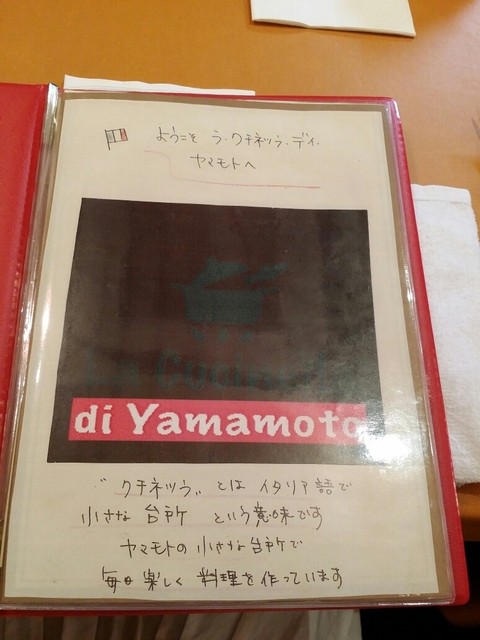 ようこそ ラ・クチネッラ・ディ・
ヤマモトへ
di Yamamoto
"クチネッラ" とは イタリア語で
小さな 台所 という意味です
ヤマモトの 小さな台所で
毎日 楽しく 料理を作っています